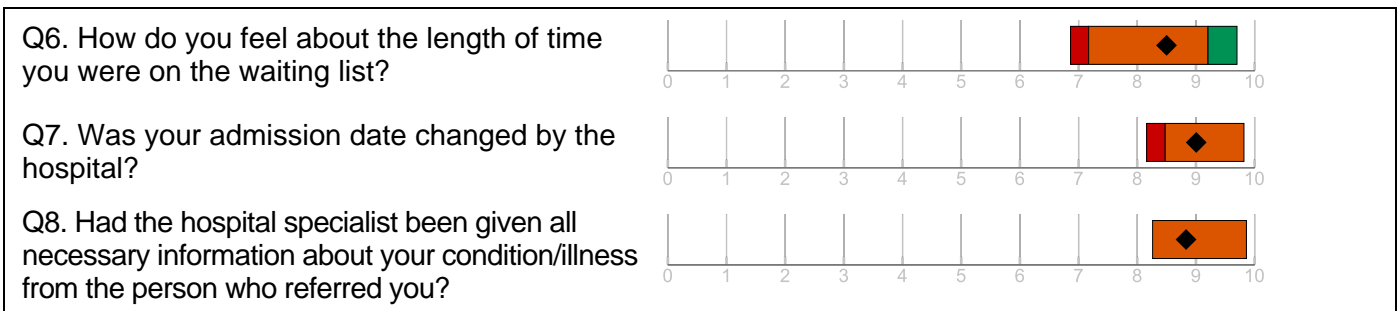 Q6. How do you feel about the length of time
you were on the waiting list?
0 1 2 3 4 5 6 7 8 9 10
Q7. Was your admission date changed by the
hospital?
0 1 2 3 4 5 6 7 8 9 10
Q8. Had the hospital specialist been given all
necessary information about your condition/illness
from the person who referred you?
0 1 2 3 4 5 6 7 8 9 10